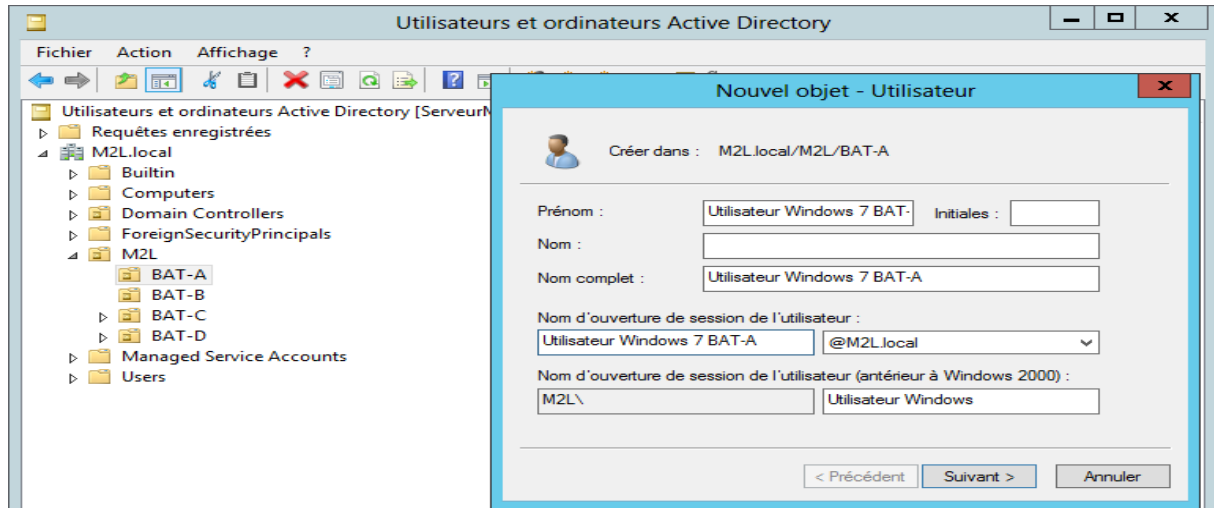 Utilisateurs et ordinateurs Active Directory
Fichier Action Affichage ?
Utilisateurs et ordinateurs Active Directory
Requêtes enregistrées
M2L.local
Builtin
Computers
Domain Controllers
ForeignSecurityPrincipals
M2L
BAT-A
BAT-B
BAT-C
BAT-D
Managed Service Accounts
Users
Nouvel objet - Utilisateur
Créer dans : M2L.local/M2L/BAT-A
Prénom : Utilisateur Windows 7 BAT- Initiales :
Nom :
Nom complet : Utilisateur Windows 7 BAT-A
Nom d'ouverture de session de l'utilisateur :
Utilisateur Windows 7 BAT-A @M2L.local
Nom d'ouverture de session de l'utilisateur (antérieur à Windows 2000) :
M2L\ Utilisateur Windows
< Précédent Suivant > Annuler